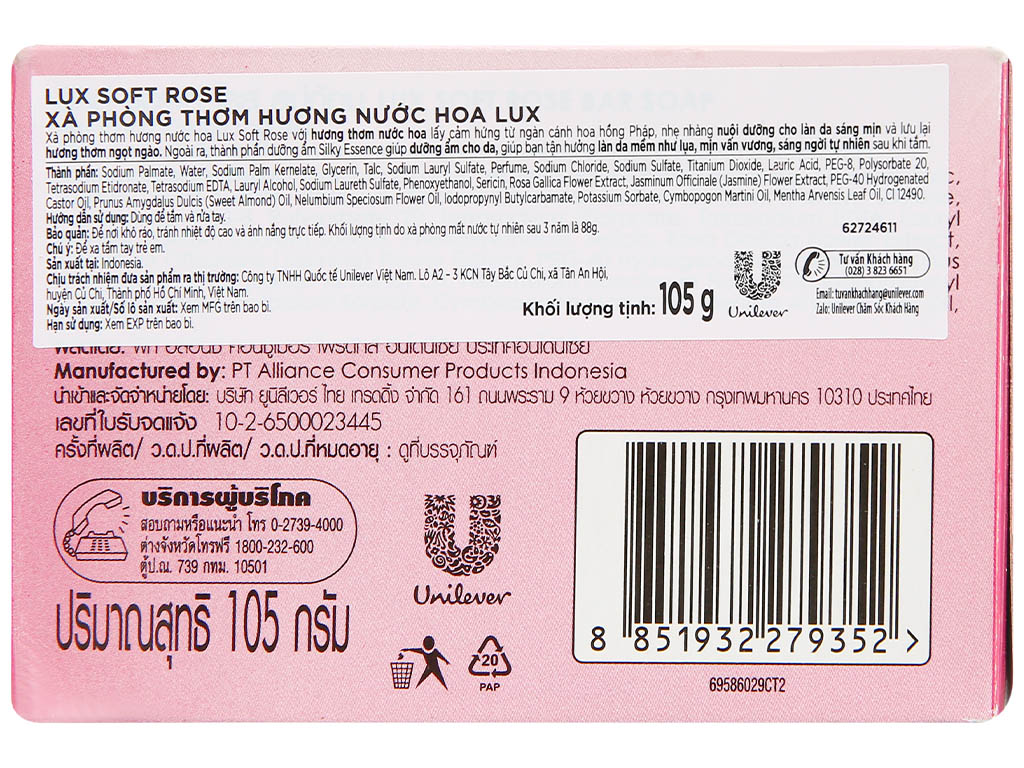 LUX SOFT ROSE
XÀ PHÒNG THƠM HƯƠNG NƯỚC HOA LUX
Xà phòng thơm hương nước hoa Lux Soft Rose với hương thơm nước hoa lấy cảm hứng từ ngàn cánh hoa hồng Pháp, nhẹ nhàng nuôi dưỡng cho làn da sáng mịn và lưu lại
hương thơm ngọt ngào. Ngoài ra, thành phần dưỡng ẩm Silky Essence giúp dưỡng ẩm cho da, giúp bạn tận hưởng làn da mềm như lụa, mịn vấn vương, sáng ngời tự nhiên sau khi tắm.
Thành phần: Sodium Palmate, Water, Sodium Palm Kernelate, Glycerin, Talc, Sodium Lauryl Sulfate, Perfume, Sodium Chloride, Sodium Sulfate, Titanium Dioxide, Lauric Acid, PEG-8, Polysorbate 20,
Tetrasodium Etidronate, Tetrasodium EDTA, Lauryl Alcohol, Sodium Laureth Sulfate, Phenoxyethanol, Sericin, Rosa Gallica Flower Extract, Jasminum Officinale (Jasmine) Flower Extract, PEG-40 Hydrogenated
Castor Oil, Prunus Amygdalus Dulcis (Sweet Almond) Oil, Nelumbium Speciosum Flower Oil, Iodopropynyl Butylcarbamate, Potassium Sorbate, Cymbopogon Martini Oil, Mentha Arvensis Leaf Oil, CI 12490.
Hướng dẫn sử dụng: Dùng để tắm và rửa tay.
Bảo quản: Để nơi khô ráo, tránh nhiệt độ cao và ánh nắng trực tiếp. Khối lượng tịnh do xà phòng mất nước tự nhiên sau 3 năm là 88g.
62724611
Chú ý: Để xa tầm tay trẻ em.
Sản xuất tại: Indonesia.
Chịu trách nhiệm đưa sản phẩm ra thị trường: Công ty TNHH Quốc tế Unilever Việt Nam. Lô A2 - 3 KCN Tây Bắc Củ Chi, xã Tân An Hội,
huyện Củ Chi, Thành phố Hồ Chí Minh, Việt Nam.
Ngày sản xuất/Số lô sản xuất: Xem MFG trên bao bì.
Hạn sử dụng: Xem EXP trên bao bì.
Khối lượng tịnh: 105 g
Unilever
Tư vấn Khách hàng
(028) 3 823 6651
Email: tuvankhachhang@unilever.com
Zalo: Unilever Chăm Sóc Khách Hàng
Manufactured by: PT Alliance Consumer Products Indonesia
นำเข้าและจัดจำหน่ายโดย: บริษัท ยูนิลีเวอร์ ไทย เทรดดิ้ง จำกัด 161 ถนนพระราม 9 ห้วยขวาง ห้วยขวาง กรุงเทพมหานคร 10310 ประเทศไทย
เลขที่ใบรับจดแจ้ง 10-2-6500023445
ครั้งที่ผลิต/ ว.ด.ป.ที่ผลิต/ ว.ด.ป.ที่หมดอายุ : ดูที่บรรจุภัณฑ์
บริการผู้บริโภค
สอบถามหรือแนะนำ โทร 0-2739-4000
ต่างจังหวัดโทรฟรี 1800-232-600
ตู้ป.ณ. 739 กทม. 10501
Unilever
ปริมาณสุทธิ 105 กรัม
20
PAP
8 851932 279352 >
69586029CT2